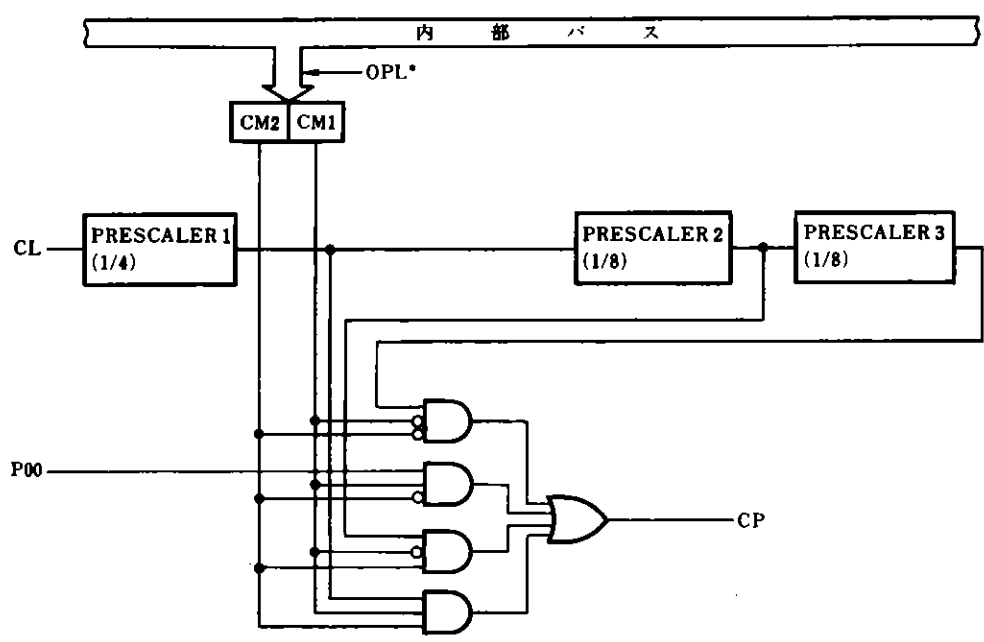 内部バス
OPL*
CM2 CM1
CL
PRESCALER 1
(1/4)
PRESCALER 2
(1/8)
PRESCALER 3
(1/8)
P00
CP